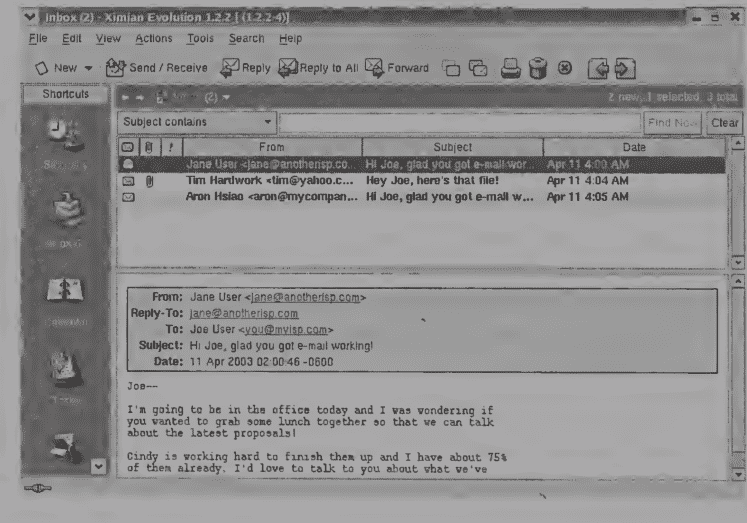 Inbox (2) - Ximian Evolution 1.2.2 [ (1.2.2-4)]
File Edit View Actions Tools Search Help
New Send / Receive Reply Reply to All Forward
Shortcuts (2) 2 new, 1 selected, 3 total
Subject contains Find Now Clear
! From Subject Date
Jane User <jane@anotherisp.co... Hi Joe, glad you got e-mail wor... Apr 11 4:00 AM
Tim Hardwork <tim@yahoo.c... Hey Joe, here's that file! Apr 11 4:04 AM
Aron Hsiao <aron@mycompan... Hi Joe, glad you got e-mail w... Apr 11 4:05 AM
From: Jane User <jane@anotherisp.com>
Reply-To: jane@anotherisp.com
To: Joe User <you@myisp.com>
Subject: Hi Joe, glad you got e-mail working!
Date: 11 Apr 2003 02:00:46 -0600
Joe--
I'm going to be in the office today and I was wondering if
you wanted to grab some lunch together so that we can talk
about the latest proposals!
Cindy is working hard to finish them up and I have about 75%
of them already. I'd love to talk to you about what we've